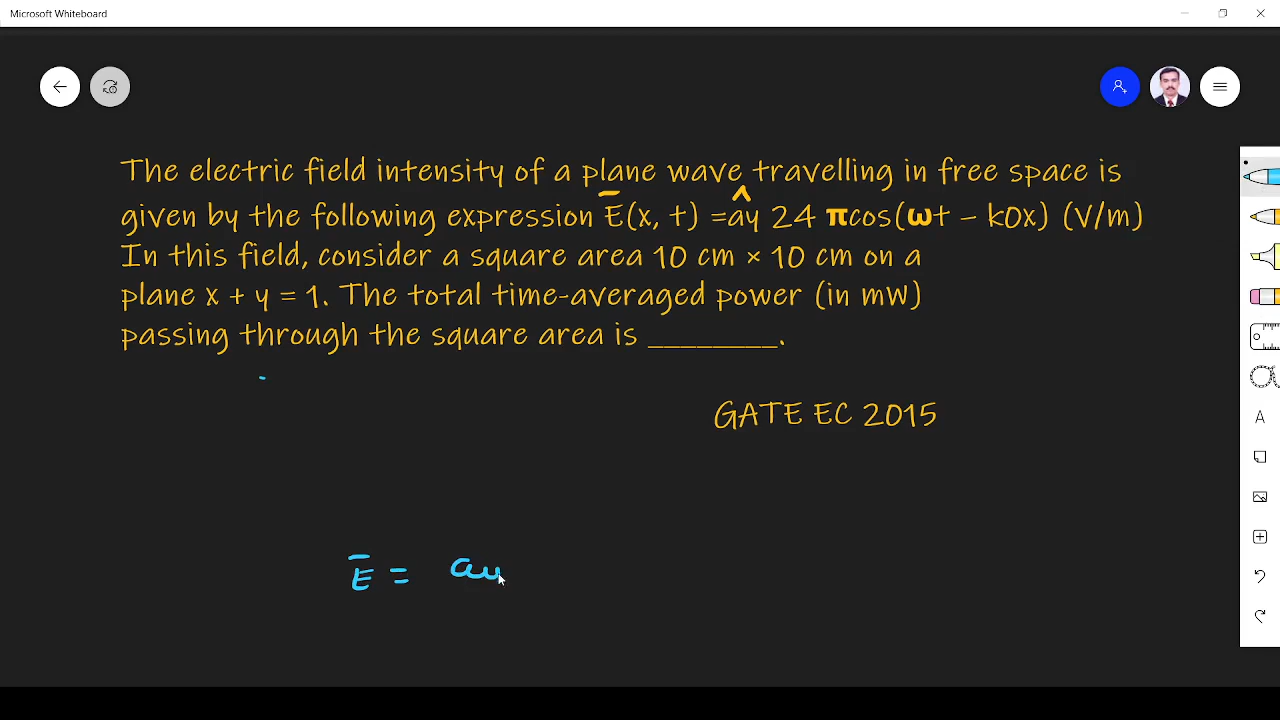 Microsoft Whiteboard
The electric field intensity of a plane wave travelling in free space is
given by the following expression E̅(x, t) =ây 24 πcos(ωt – k0x) (V/m)
In this field, consider a square area 10 cm × 10 cm on a
plane x + y = 1. The total time-averaged power (in mW)
passing through the square area is ________.
GATE EC 2015
E̅ = ay
A